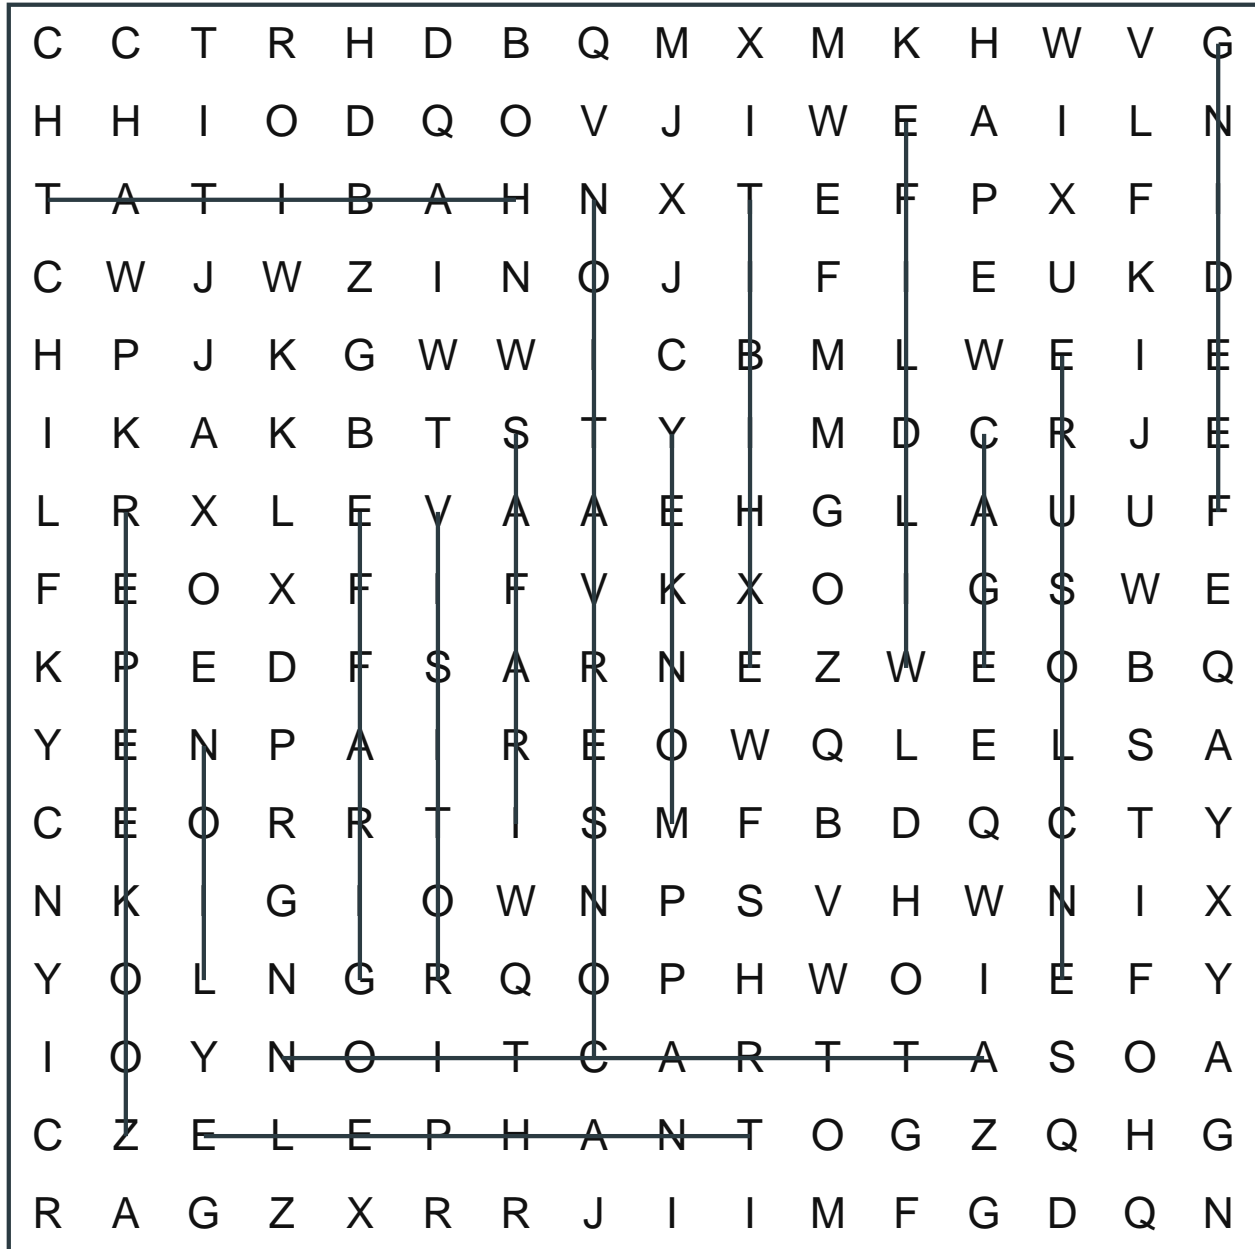 C C T R H D B Q M X M K H W V G
H H I O D Q O V J I W E A I L N
T A T I B A H N X T E F P X F I
C W J W Z I N O J I F I E U K D
H P J K G W W I C B M L W E I E
I K A K B T S T Y I M D C R J E
L R X L E V A A E H G L A U U F
F E O X F I F V K X O I G S W E
K P E D F S A R N E Z W E O B Q
Y E N P A I R E O W Q L E L S A
C E O R R T I S M F B D Q C T Y
N K I G I O W N P S V H W N I X
Y O L N G R Q O P H W O I E F Y
I O Y N O I T C A R T T A S O A
C Z E L E P H A N T O G Z Q H G
R A G Z X R R J I I M F G D Q N